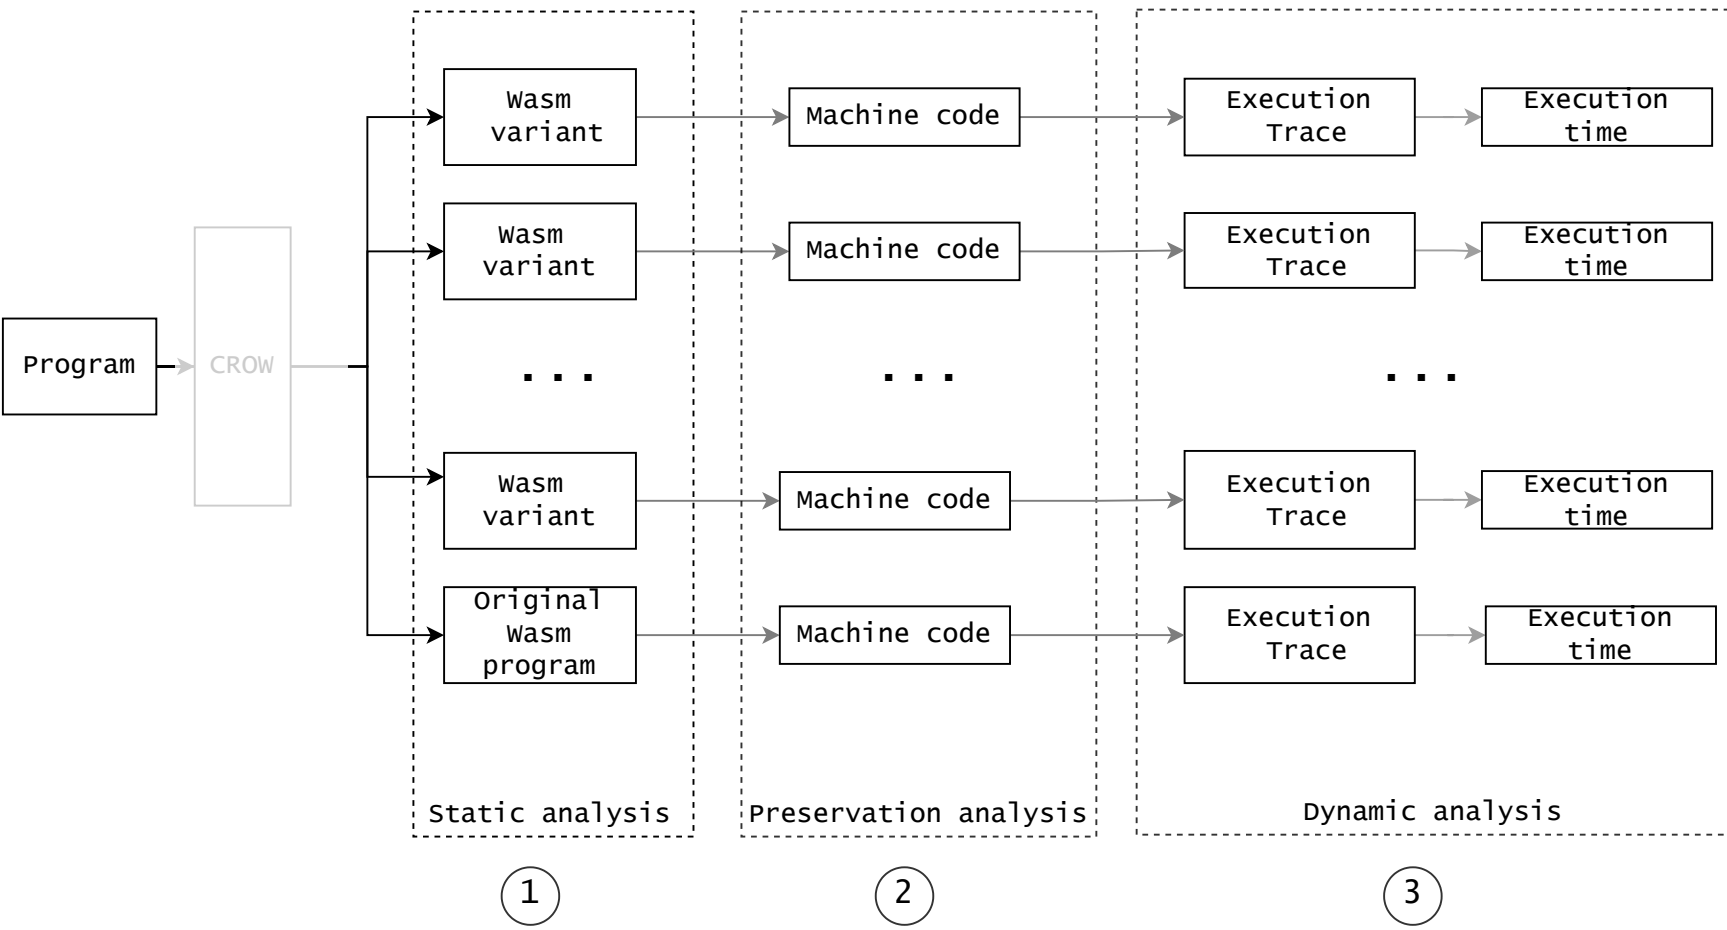 Wasm
variant
Machine code
Execution
Trace
Execution
time
Wasm
variant
Machine code
Execution
Trace
Execution
time
Program
CROW
...
...
...
Wasm
variant
Machine code
Execution
Trace
Execution
time
Original
Wasm
program
Machine code
Execution
Trace
Execution
time
Static analysis
Preservation analysis
Dynamic analysis
1
2
3